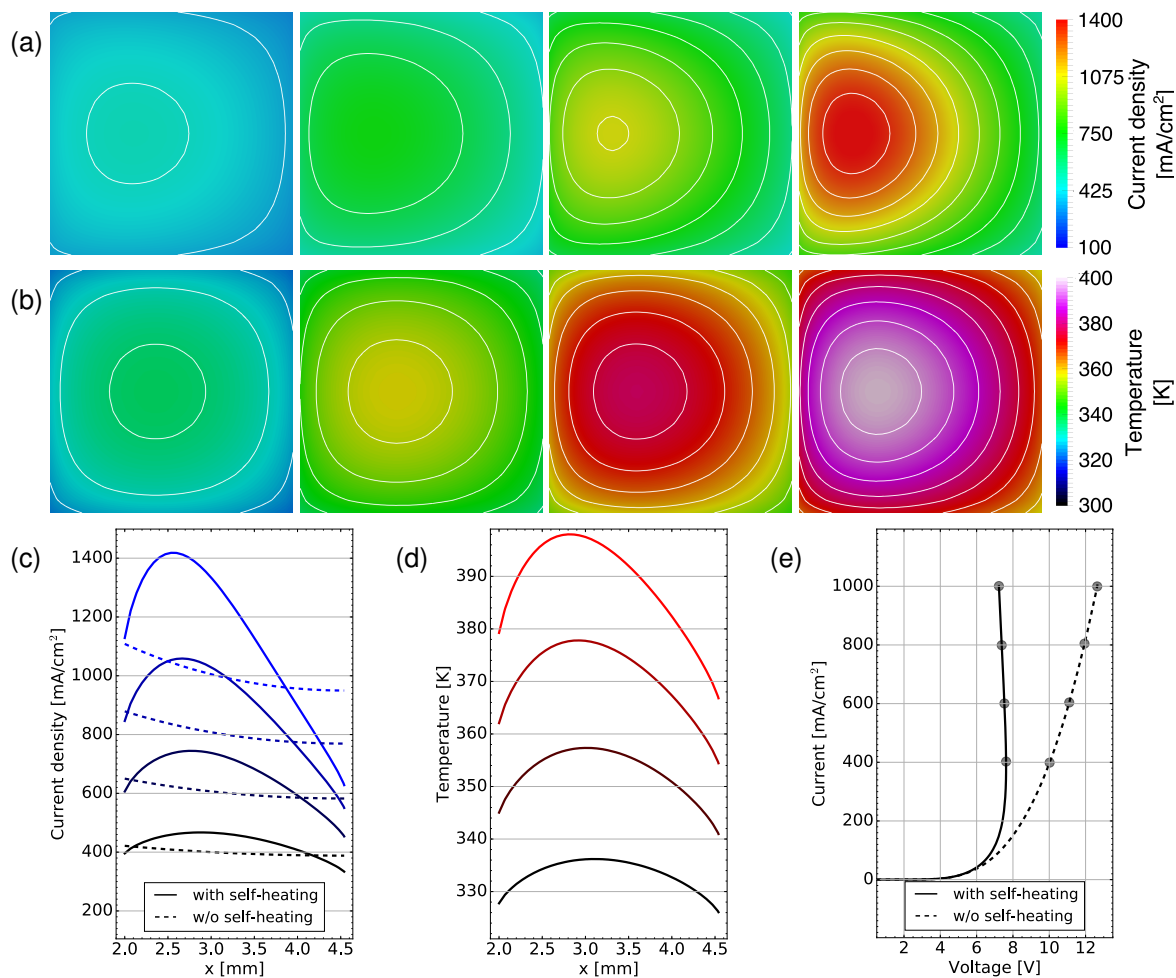 (a)
1400
1075
750
425
100
Current density
[mA/cm²]
(b)
400
380
360
340
320
300
Temperature
[K]
(c)
1400
1200
1000
800
600
400
200
Current density [mA/cm²]
with self-heating
w/o self-heating
2.0 2.5 3.0 3.5 4.0 4.5
x [mm]
(d)
390
380
370
360
350
340
330
Temperature [K]
2.0 2.5 3.0 3.5 4.0 4.5
x [mm]
(e)
1000
800
600
400
200
0
Current [mA/cm²]
with self-heating
w/o self-heating
2 4 6 8 10 12
Voltage [V]